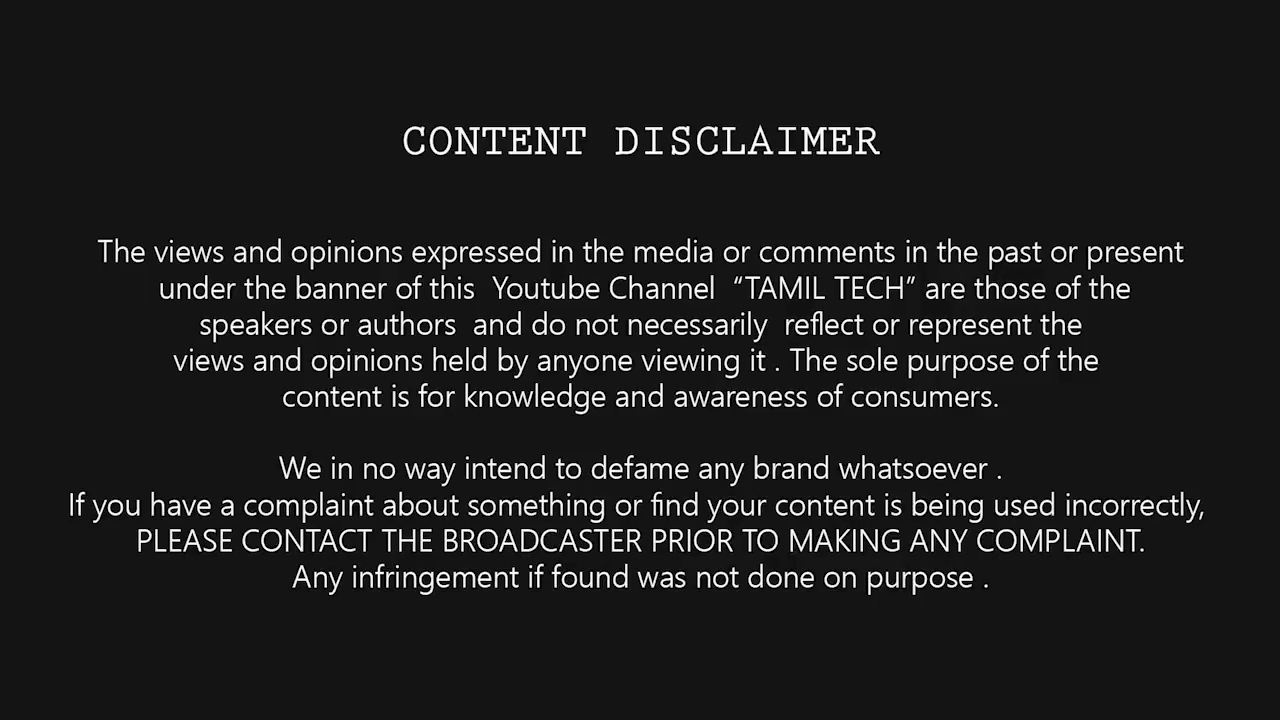 CONTENT DISCLAIMER
The views and opinions expressed in the media or comments in the past or present
under the banner of this  Youtube Channel  “TAMIL TECH” are those of the
speakers or authors  and do not necessarily  reflect or represent the
views and opinions held by anyone viewing it . The sole purpose of the
content is for knowledge and awareness of consumers.
We in no way intend to defame any brand whatsoever .
If you have a complaint about something or find your content is being used incorrectly,
PLEASE CONTACT THE BROADCASTER PRIOR TO MAKING ANY COMPLAINT.
Any infringement if found was not done on purpose .